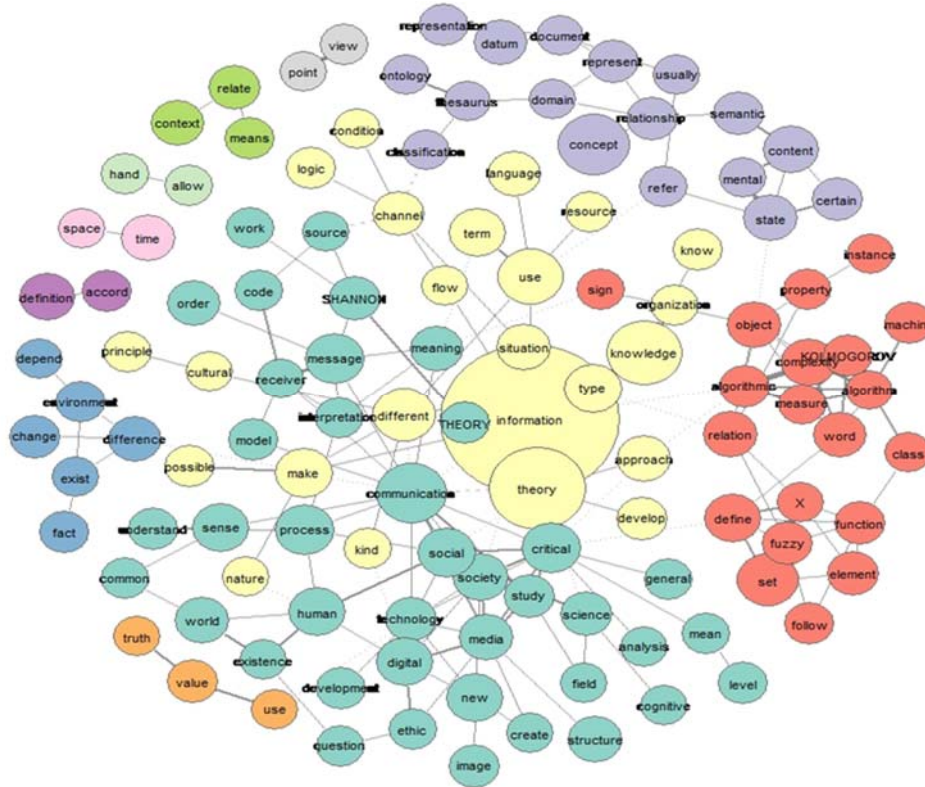 representation
document
datum
view
point
represent
usually
ontology
relate
thesaurus
domain
semantic
relationship
context
condition
means
concept
classification
content
language
logic
mental
hand
allow
refer
certain
channel
resource
state
term
work
source
space
time
know
instance
use
sign
property
code
flow
definition
accord
SHANNON
organization
order
object
machin
situation
message
meaning
principle
knowledge
complexity
KOLMOGOROV
depend
cultural
receiver
type
algorithmic
algorithm
environment
measure
interpretation
different
information
THEORY
change
difference
model
relation
word
class
possible
make
approach
exist
theory
communication
fact
understand
sense
process
develop
define
X
function
kind
social
critical
fuzzy
common
nature
society
set
element
general
study
human
world
technology
science
follow
truth
media
mean
existence
digital
analysis
value
development
field
level
new
cognitive
use
ethic
question
create
structure
image